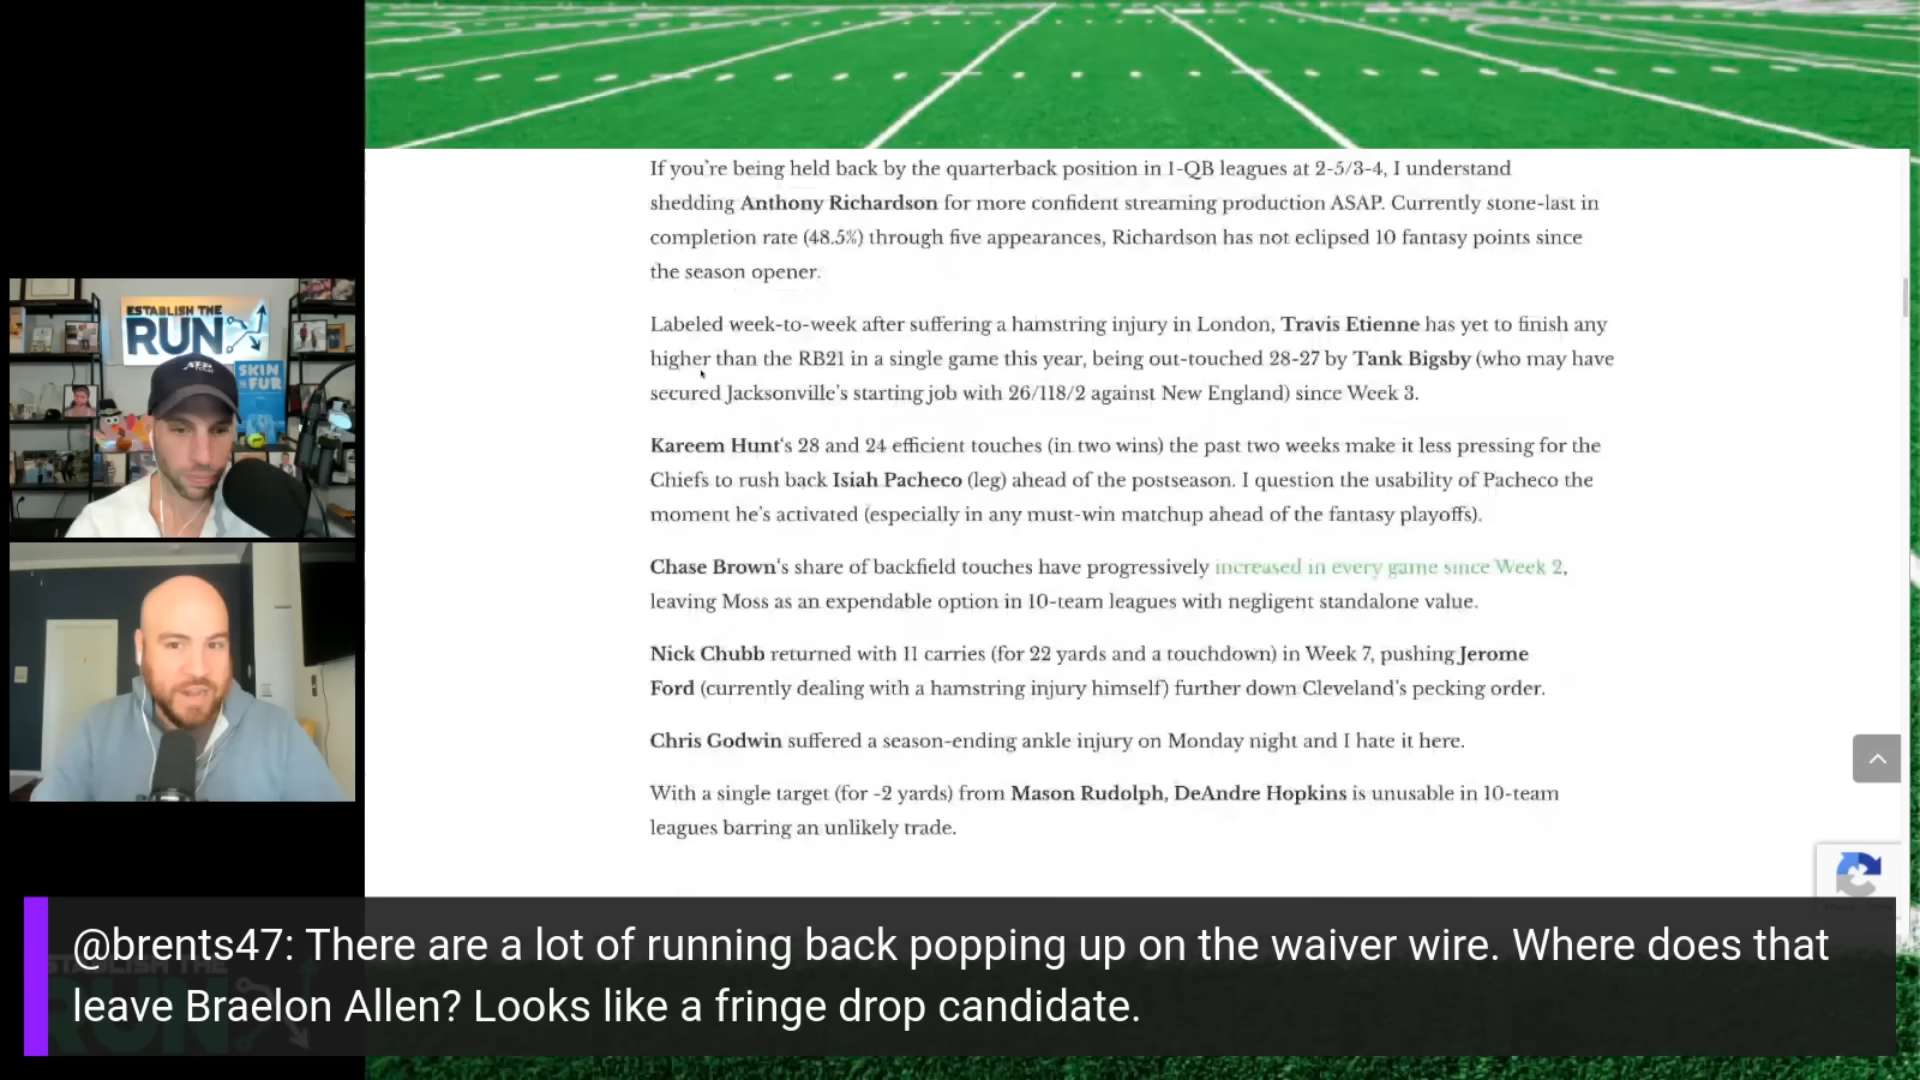 If you're being held back by the quarterback position in 1-QB leagues at 2-5/3-4, I understand
shedding Anthony Richardson for more confident streaming production ASAP. Currently stone-last in
completion rate (48.5%) through five appearances, Richardson has not eclipsed 10 fantasy points since
the season opener.
Labeled week-to-week after suffering a hamstring injury in London, Travis Etienne has yet to finish any
higher than the RB21 in a single game this year, being out-touched 28-27 by Tank Bigsby (who may have
secured Jacksonville's starting job with 26/118/2 against New England) since Week 3.
Kareem Hunt's 28 and 24 efficient touches (in two wins) the past two weeks make it less pressing for the
Chiefs to rush back Isiah Pacheco (leg) ahead of the postseason. I question the usability of Pacheco the
moment he's activated (especially in any must-win matchup ahead of the fantasy playoffs).
Chase Brown's share of backfield touches have progressively increased in every game since Week 2,
leaving Moss as an expendable option in 10-team leagues with negligent standalone value.
Nick Chubb returned with 11 carries (for 22 yards and a touchdown) in Week 7, pushing Jerome
Ford (currently dealing with a hamstring injury himself) further down Cleveland's pecking order.
Chris Godwin suffered a season-ending ankle injury on Monday night and I hate it here.
With a single target (for -2 yards) from Mason Rudolph, DeAndre Hopkins is unusable in 10-team
leagues barring an unlikely trade.
ESTABLISH THE
RUN
SKIN
FUR
@brents47: There are a lot of running back popping up on the waiver wire. Where does that
leave Braelon Allen? Looks like a fringe drop candidate.